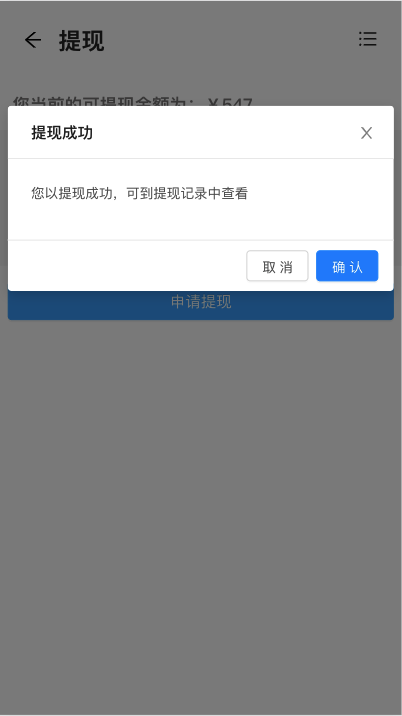 提现
您当前的可提现金额为：￥547
提现成功
您以提现成功，可到提现记录中查看
取 消
确 认
申请提现